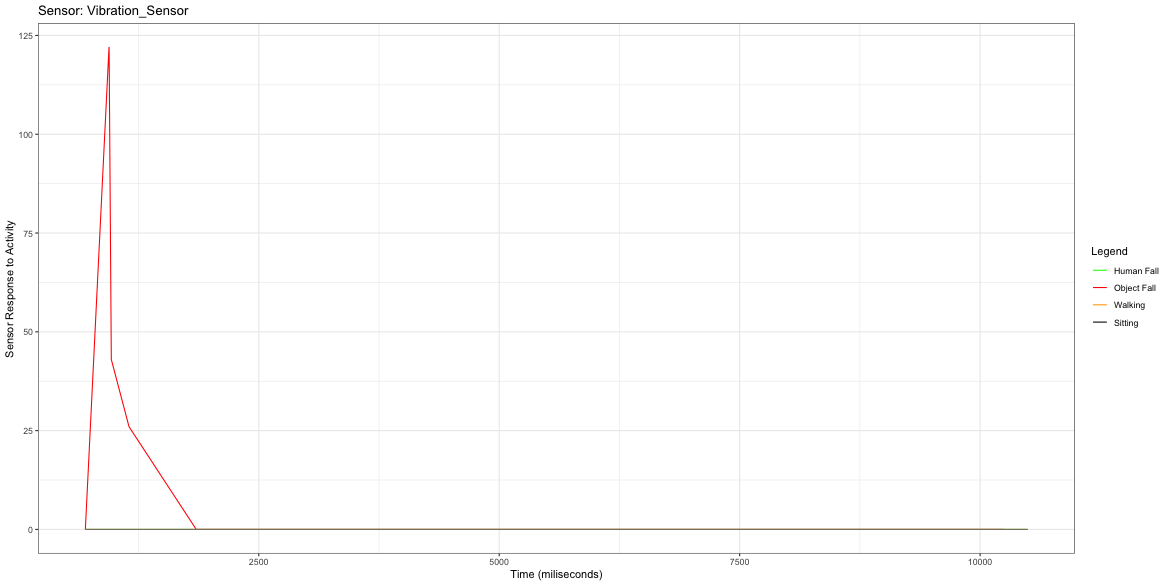 Sensor: Vibration_Sensor
125
100
75
50
25
0
Sensor Response to Activity
2500
5000
7500
10000
Time (miliseconds)
Legend
Human Fall
Object Fall
Walking
Sitting